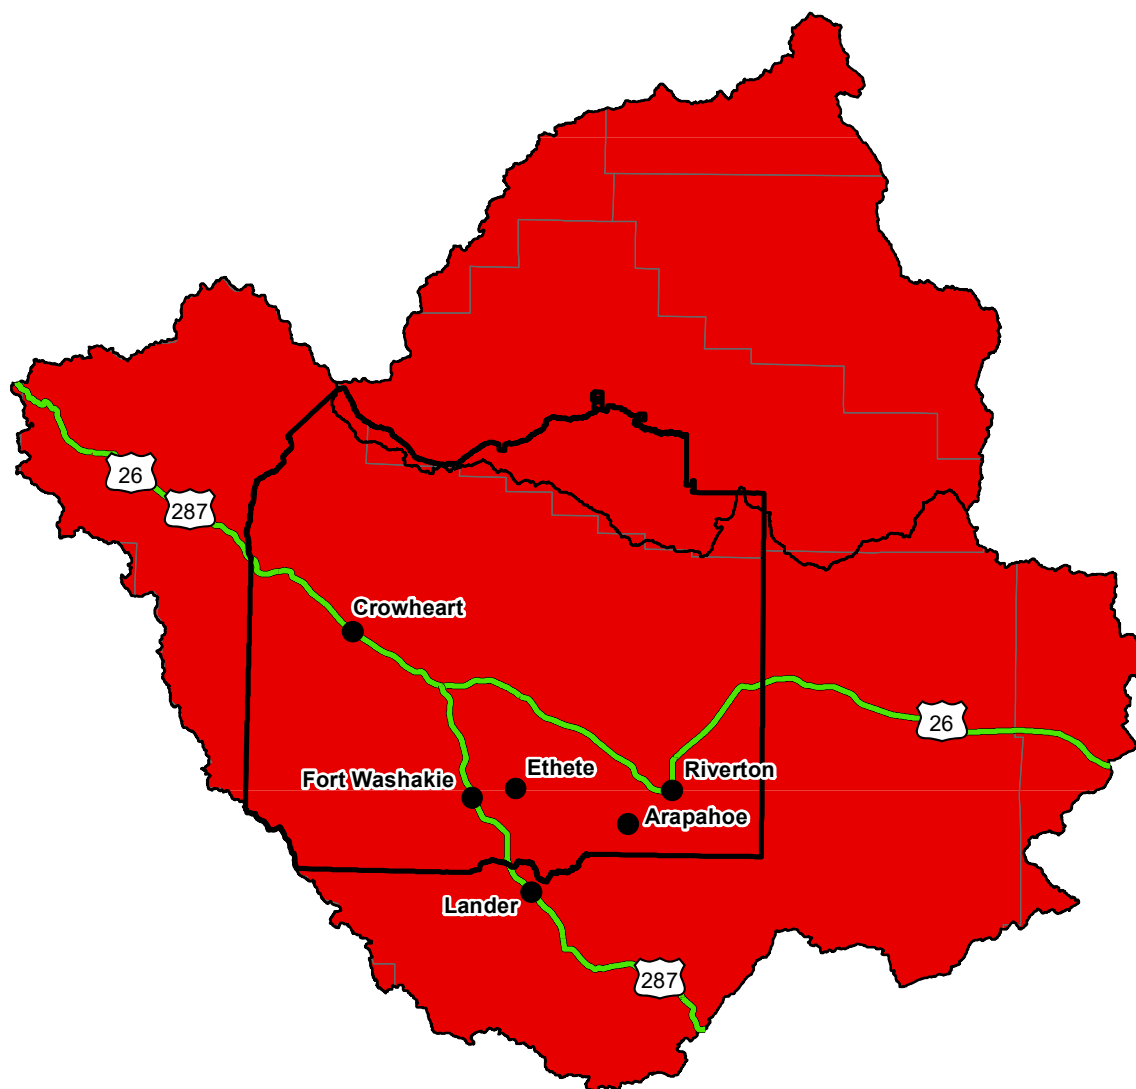 26
287
Crowheart
26
Ethete
Riverton
Fort Washakie
Arapahoe
Lander
287